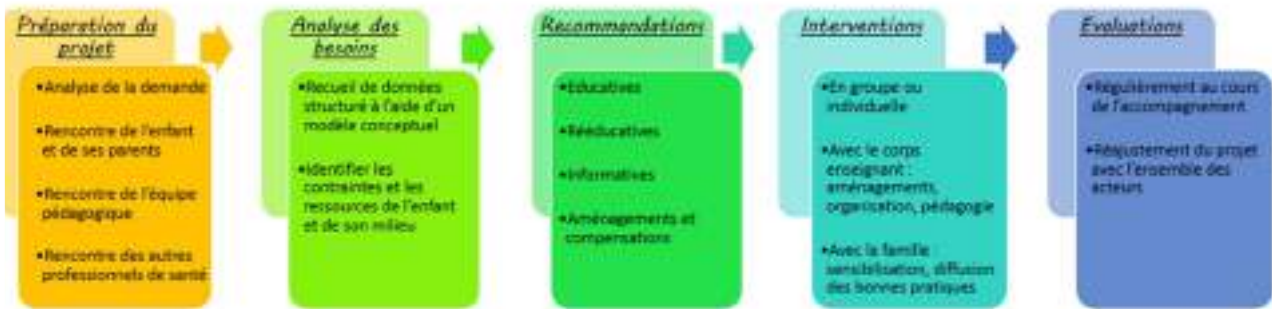 Préparation du
projet
•Analyse de la demande
•Rencontre de l'enfant
et de ses parents
•Rencontre de l'équipe
pédagogique
•Rencontre des autres
professionnels de santé
Analyse des
besoins
•Recueil de données
structuré à l'aide d'un
modèle conceptuel
•Identifier les
contraintes et les
ressources de l'enfant
et de son milieu
Recommandations
•Educatives
•Rééducatives
•Informatives
•Aménagements et
compensations
Interventions
•En groupe ou
individuelle
•Avec le corps
enseignant :
aménagements,
organisation, pédagogie
•Avec la famille
sensibilisation, diffusion
des bonnes pratiques
Evaluations
•Régulièrement au cours
de l'accompagnement
•Réajustement du projet
avec l'ensemble des
acteurs